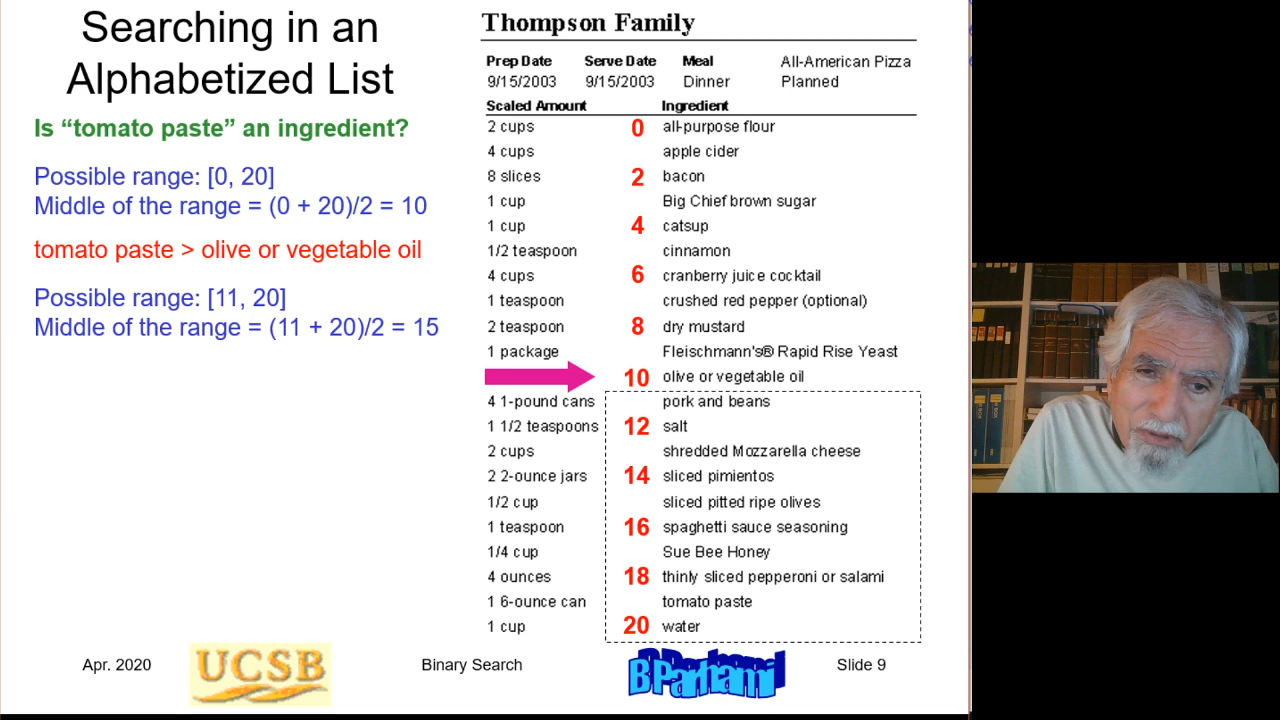 Searching in an
Alphabetized List
Is “tomato paste” an ingredient?
Possible range: [0, 20]
Middle of the range = (0 + 20)/2 = 10
tomato paste > olive or vegetable oil
Possible range: [11, 20]
Middle of the range = (11 + 20)/2 = 15
Thompson Family
Prep Date Serve Date Meal All-American Pizza
9/15/2003 9/15/2003 Dinner Planned
Scaled Amount Ingredient
2 cups 0 all-purpose flour
4 cups apple cider
8 slices 2 bacon
1 cup Big Chief brown sugar
1 cup 4 catsup
1/2 teaspoon cinnamon
4 cups 6 cranberry juice cocktail
1 teaspoon crushed red pepper (optional)
2 teaspoon 8 dry mustard
1 package Fleischmann's® Rapid Rise Yeast
10 olive or vegetable oil
4 1-pound cans pork and beans
1 1/2 teaspoons 12 salt
2 cups shredded Mozzarella cheese
2 2-ounce jars 14 sliced pimientos
1/2 cup sliced pitted ripe olives
1 teaspoon 16 spaghetti sauce seasoning
1/4 cup Sue Bee Honey
4 ounces 18 thinly sliced pepperoni or salami
1 6-ounce can tomato paste
1 cup 20 water
Apr. 2020 UCSB Binary Search B Parhami Slide 9